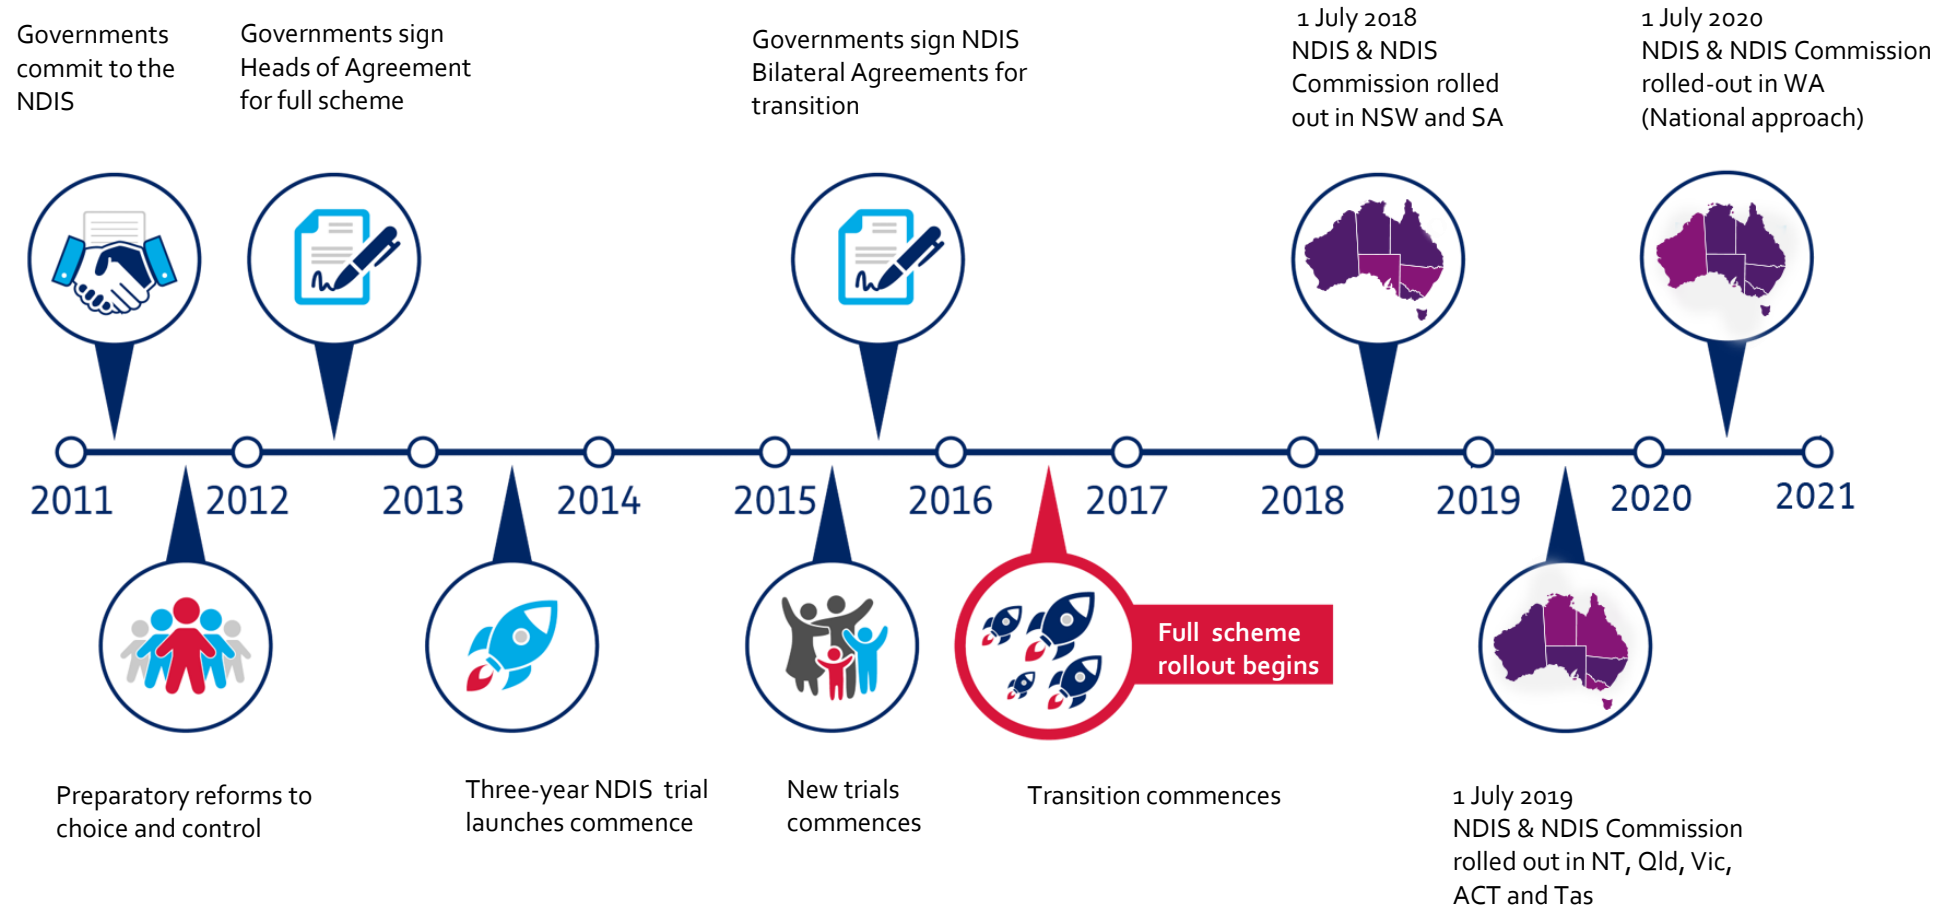 Governments
commit to the
NDIS
Governments sign
Heads of Agreement
for full scheme
Governments sign NDIS
Bilateral Agreements for
transition
1 July 2018
NDIS & NDIS
Commission rolled
out in NSW and SA
1 July 2020
NDIS & NDIS Commission
rolled-out in WA
(National approach)
2011
2012
2013
2014
2015
2016
2017
2018
2019
2020
2021
Full scheme
rollout begins
Preparatory reforms to
choice and control
Three-year NDIS trial
launches commence
New trials
commences
Transition commences
1 July 2019
NDIS & NDIS Commission
rolled out in NT, Qld, Vic,
ACT and Tas